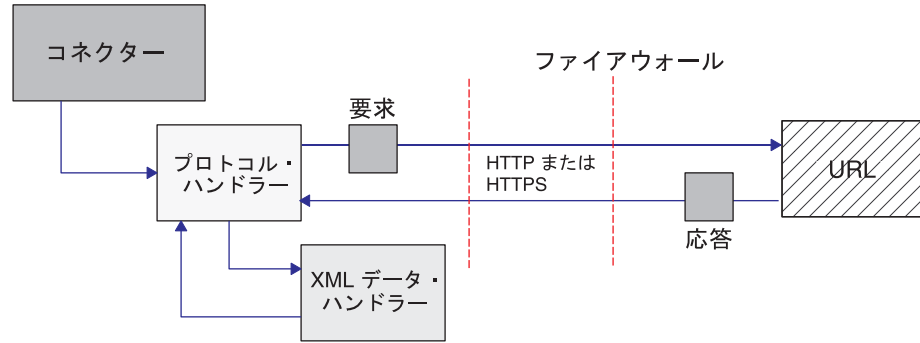 コネクター
ファイアウォール
要求
プロトコル・
ハンドラー
HTTP または
HTTPS
URL
応答
XML データ・
ハンドラー